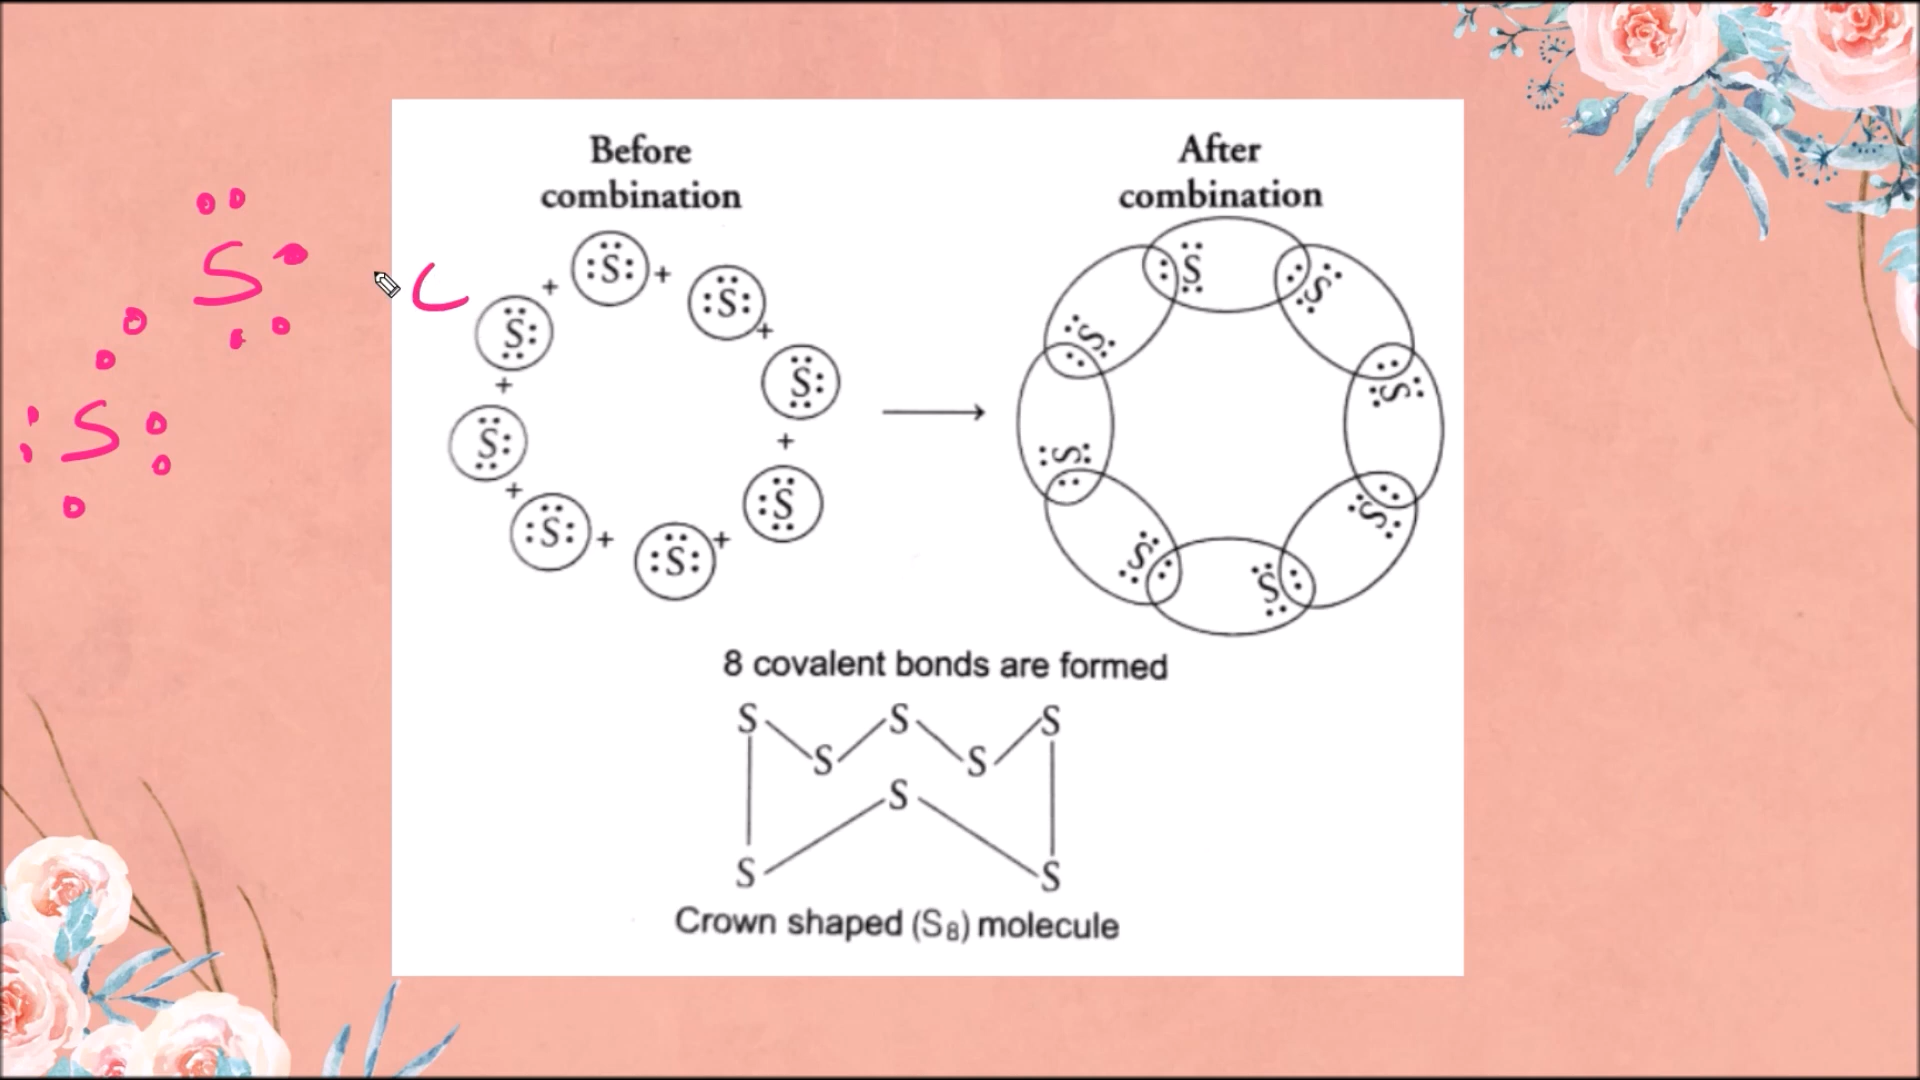 Before
combination
After
combination
S
S
S
S
S
S
S
S
+
+
+
+
+
+
+
+
S
S
S
S
S
S
S
S
S
S
8 covalent bonds are formed
S S S
S S
S
S S
Crown shaped (S₈) molecule